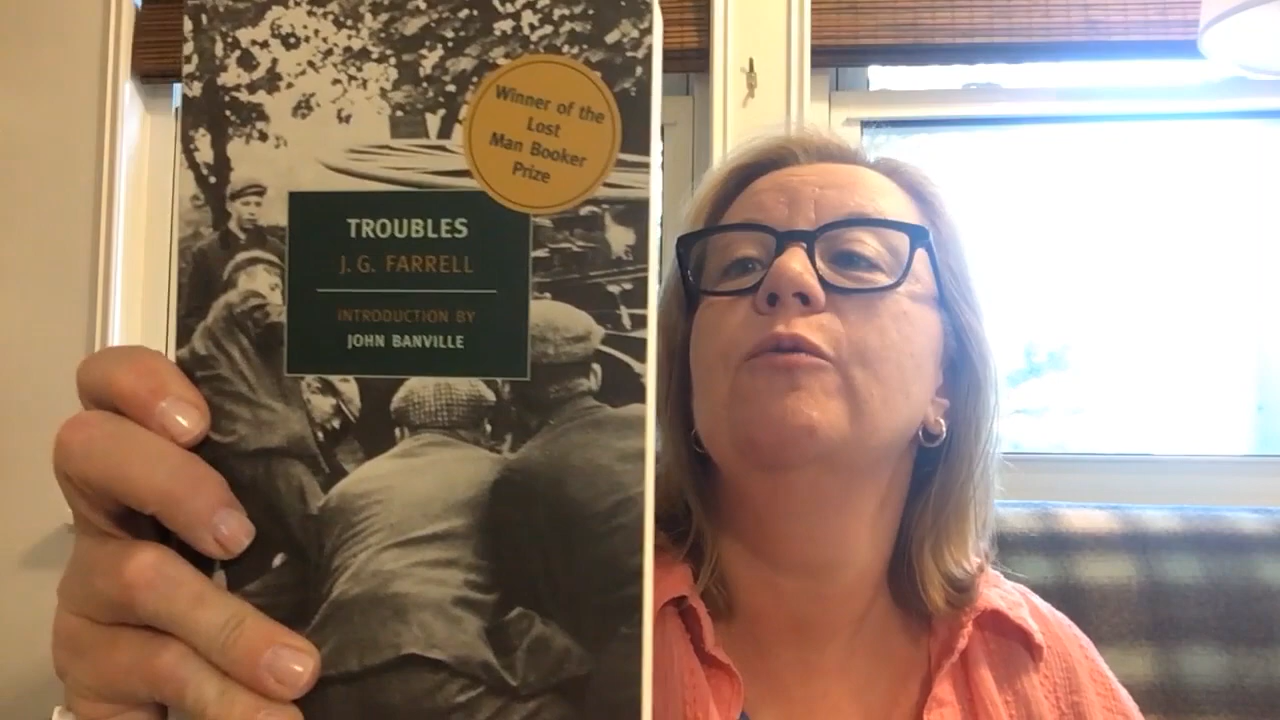 Winner of the
Lost
Man Booker
Prize
TROUBLES
J. G. FARRELL
INTRODUCTION BY
JOHN BANVILLE